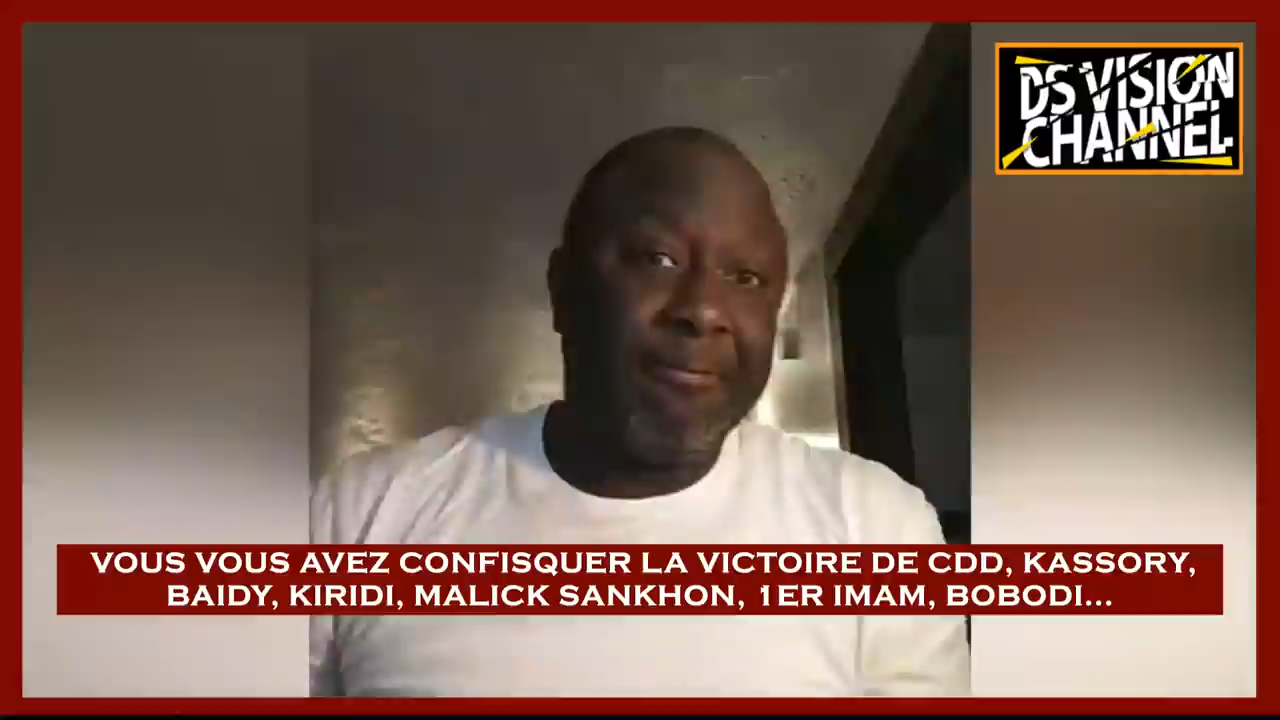 DS VISION
CHANNEL
VOUS VOUS AVEZ CONFISQUER LA VICTOIRE DE CDD, KASSORY,
BAIDY, KIRIDI, MALICK SANKHON, 1ER IMAM, BOBODI...